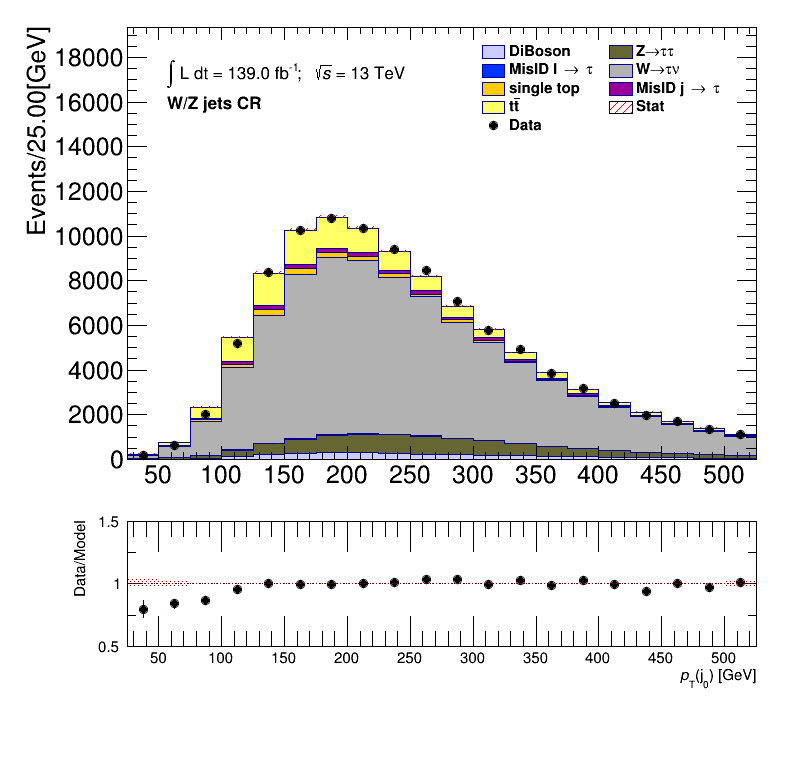 Events/25.00[GeV]
18000
16000
14000
12000
10000
8000
6000
4000
2000
0
∫ L dt = 139.0 fb⁻¹; √s = 13 TeV
W/Z jets CR
DiBoson
MisID l → τ
single top
tt̄
Data
Z→ττ
W→τν
MisID j → τ
Stat
50 100 150 200 250 300 350 400 450 500
Data/Model
1.5
1
0.5
50 100 150 200 250 300 350 400 450 500
p_T(j_0) [GeV]